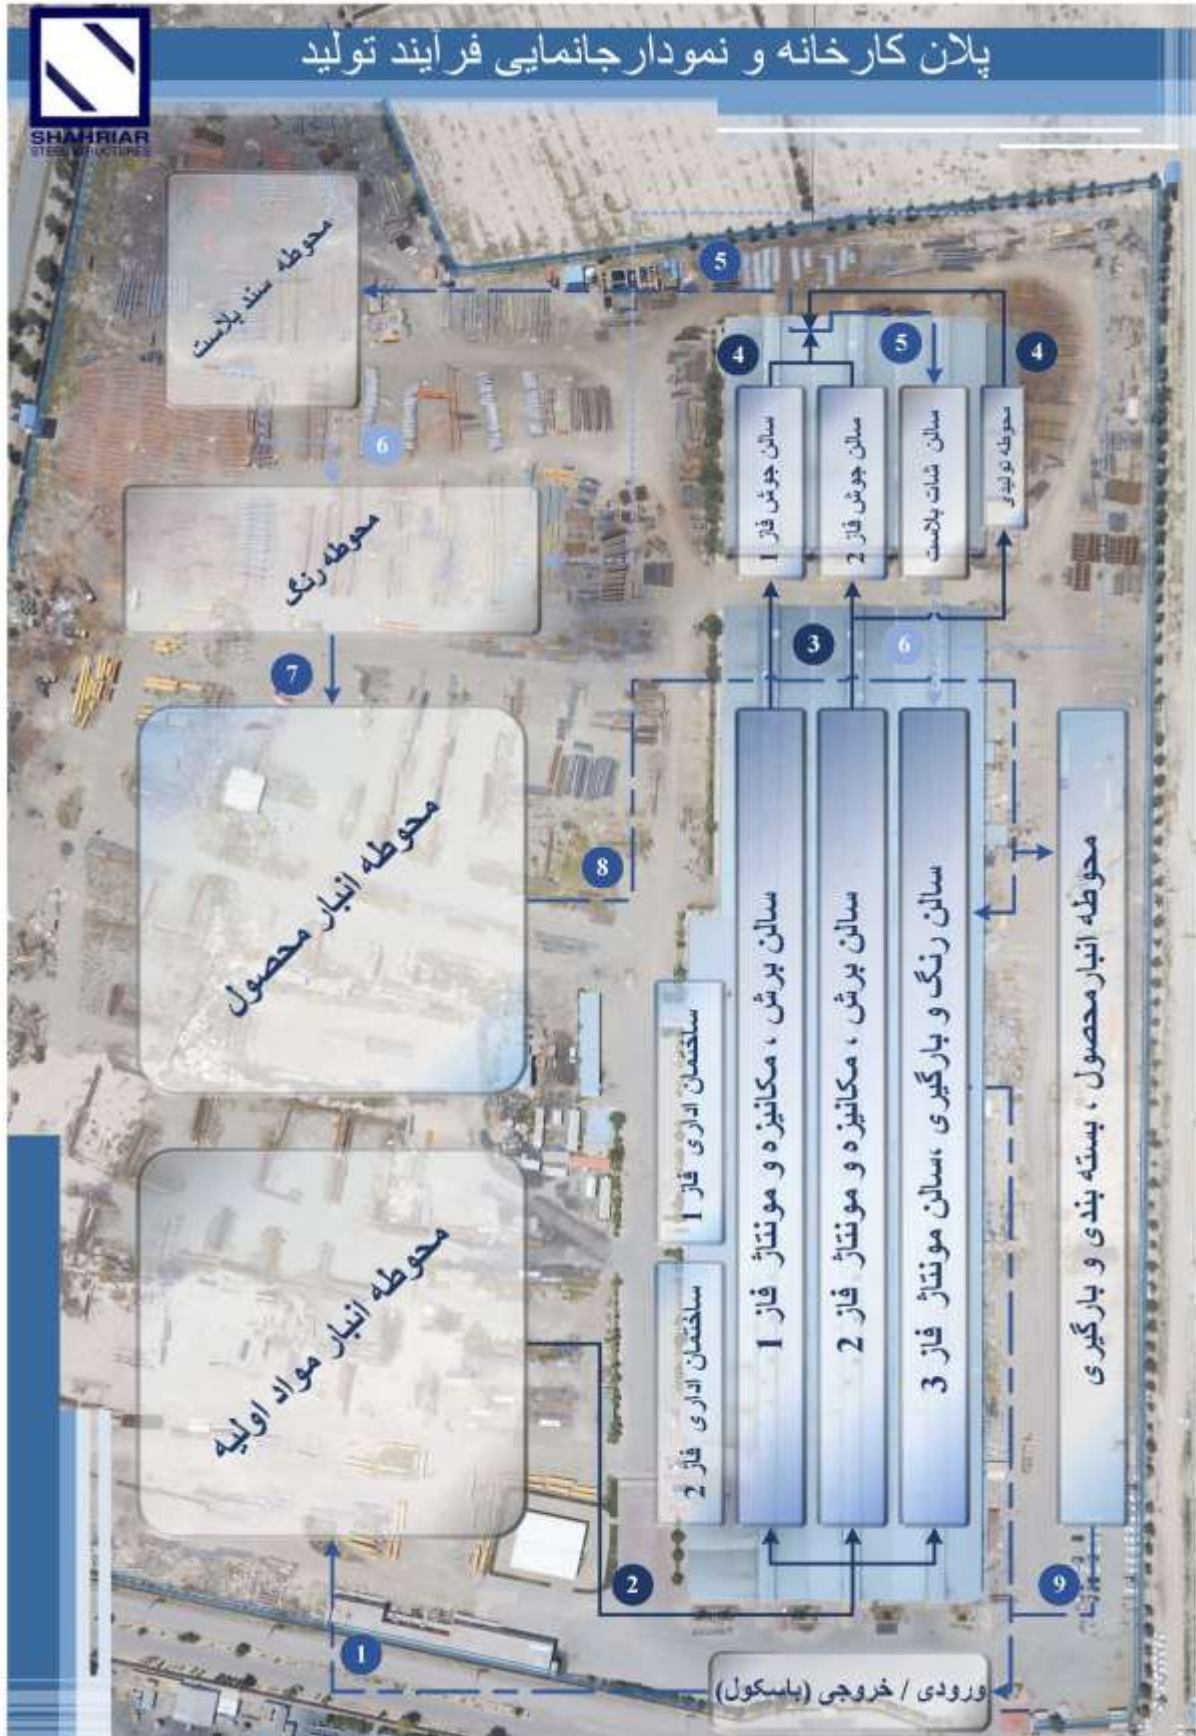 پلان کارخانه و نمودار جانمایی فرآیند تولید
SHAHRIAR
STEEL STRUCTURES
محوطه سند بلاست
5
4
5
4
سالن جوش فاز 1
سالن جوش فاز 2
سالن شات بلاست
محوطه تولیدی
6
محوطه رنگ
3
6
7
محوطه انبار محصول
8
سالن برش ، مکانیزه و مونتاژ فاز 1
سالن برش ، مکانیزه و مونتاژ فاز 2
سالن رنگ و بارگیری ،سالن مونتاژ فاز 3
محوطه انبار محصول ، بسته بندی و بارگیری
ساختمان اداری فاز 1
ساختمان اداری فاز 2
محوطه انبار مواد اولیه
2
9
1
ورودی / خروجی (باسکول)